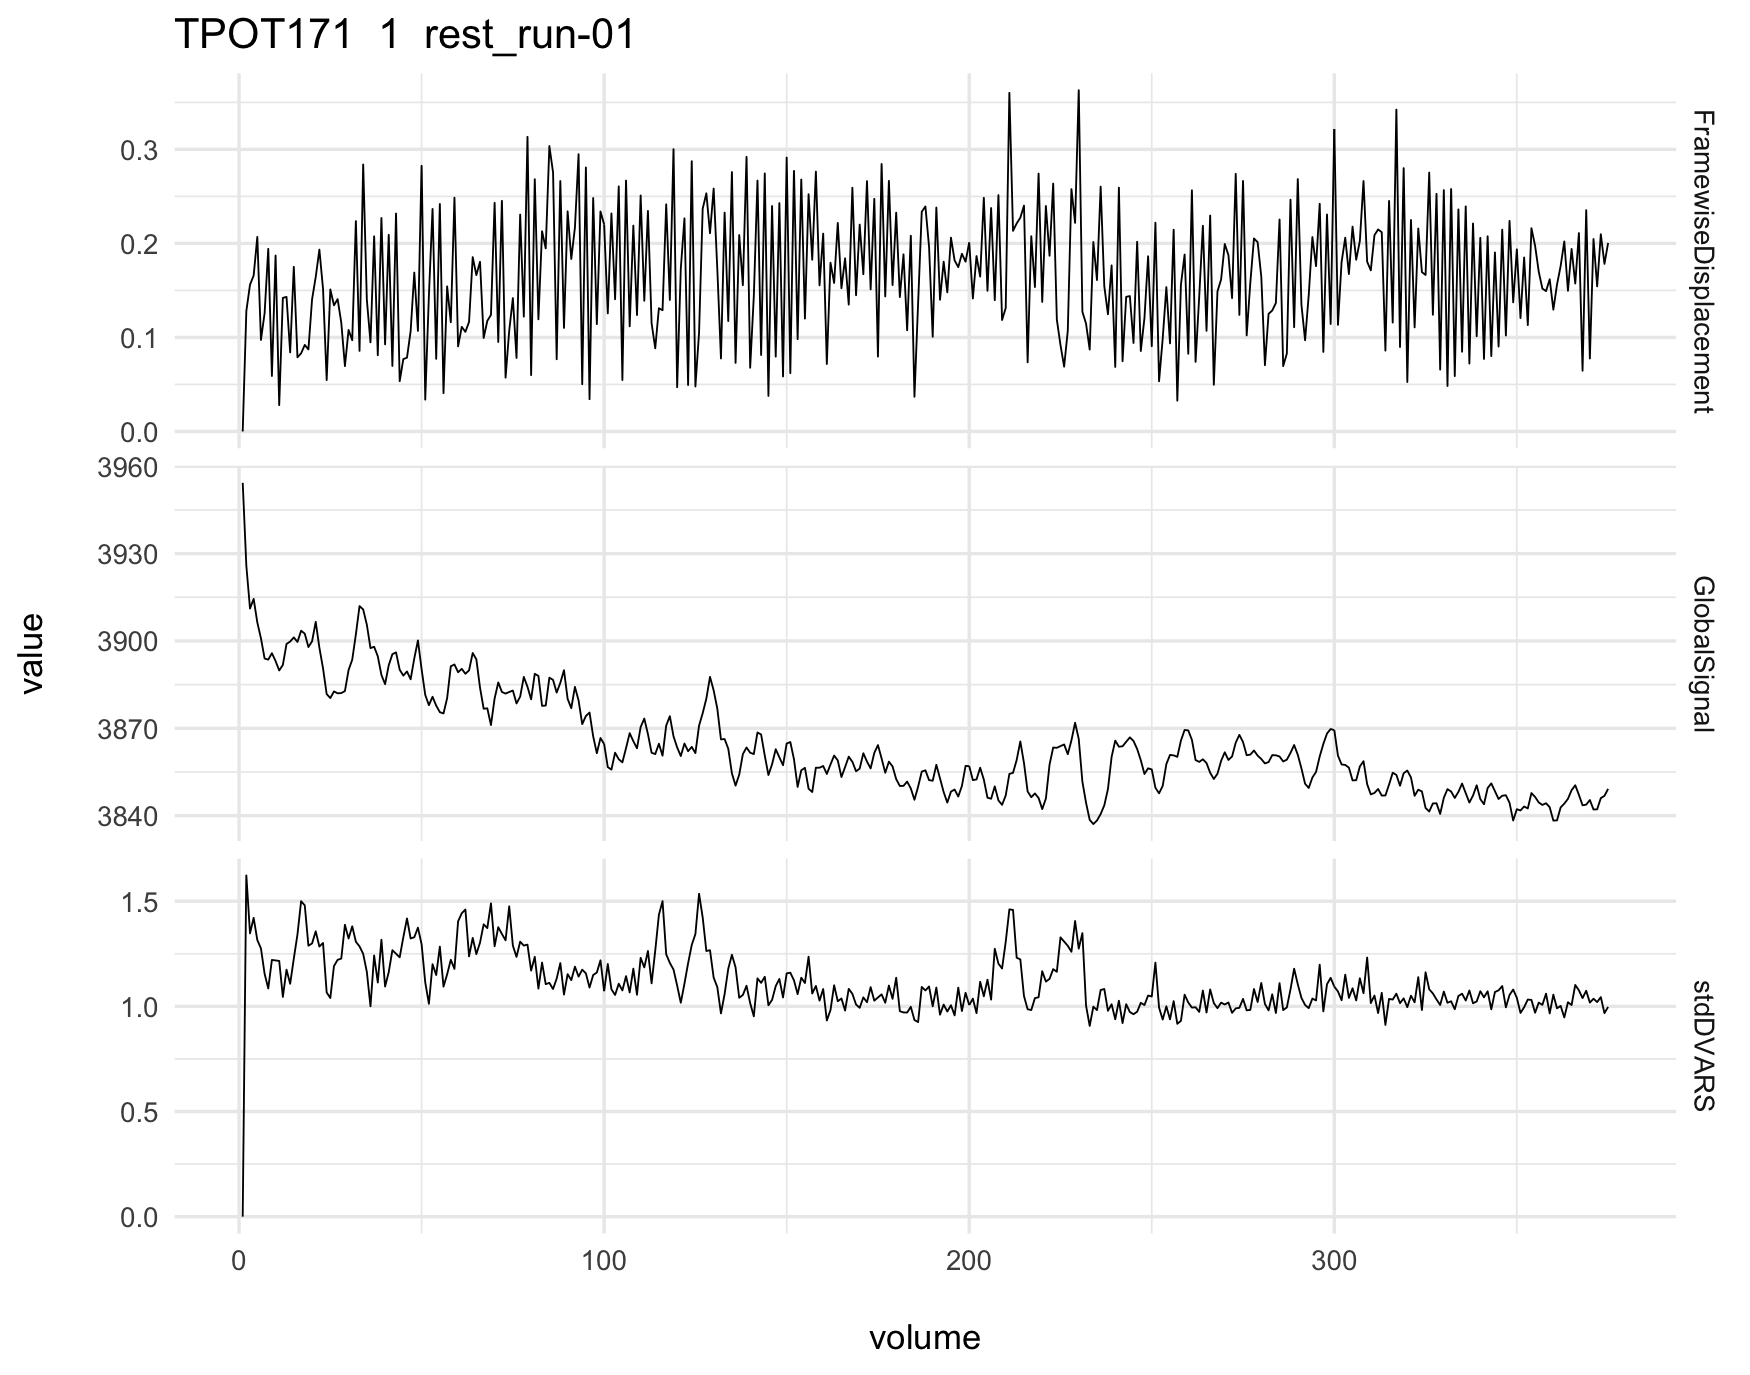 TPOT171 1 rest_run-01
0.3
0.2
0.1
0.0
FramewiseDisplacement
3960
3930
3900
3870
3840
GlobalSignal
1.5
1.0
0.5
0.0
stdDVARS
value
0 100 200 300
volume